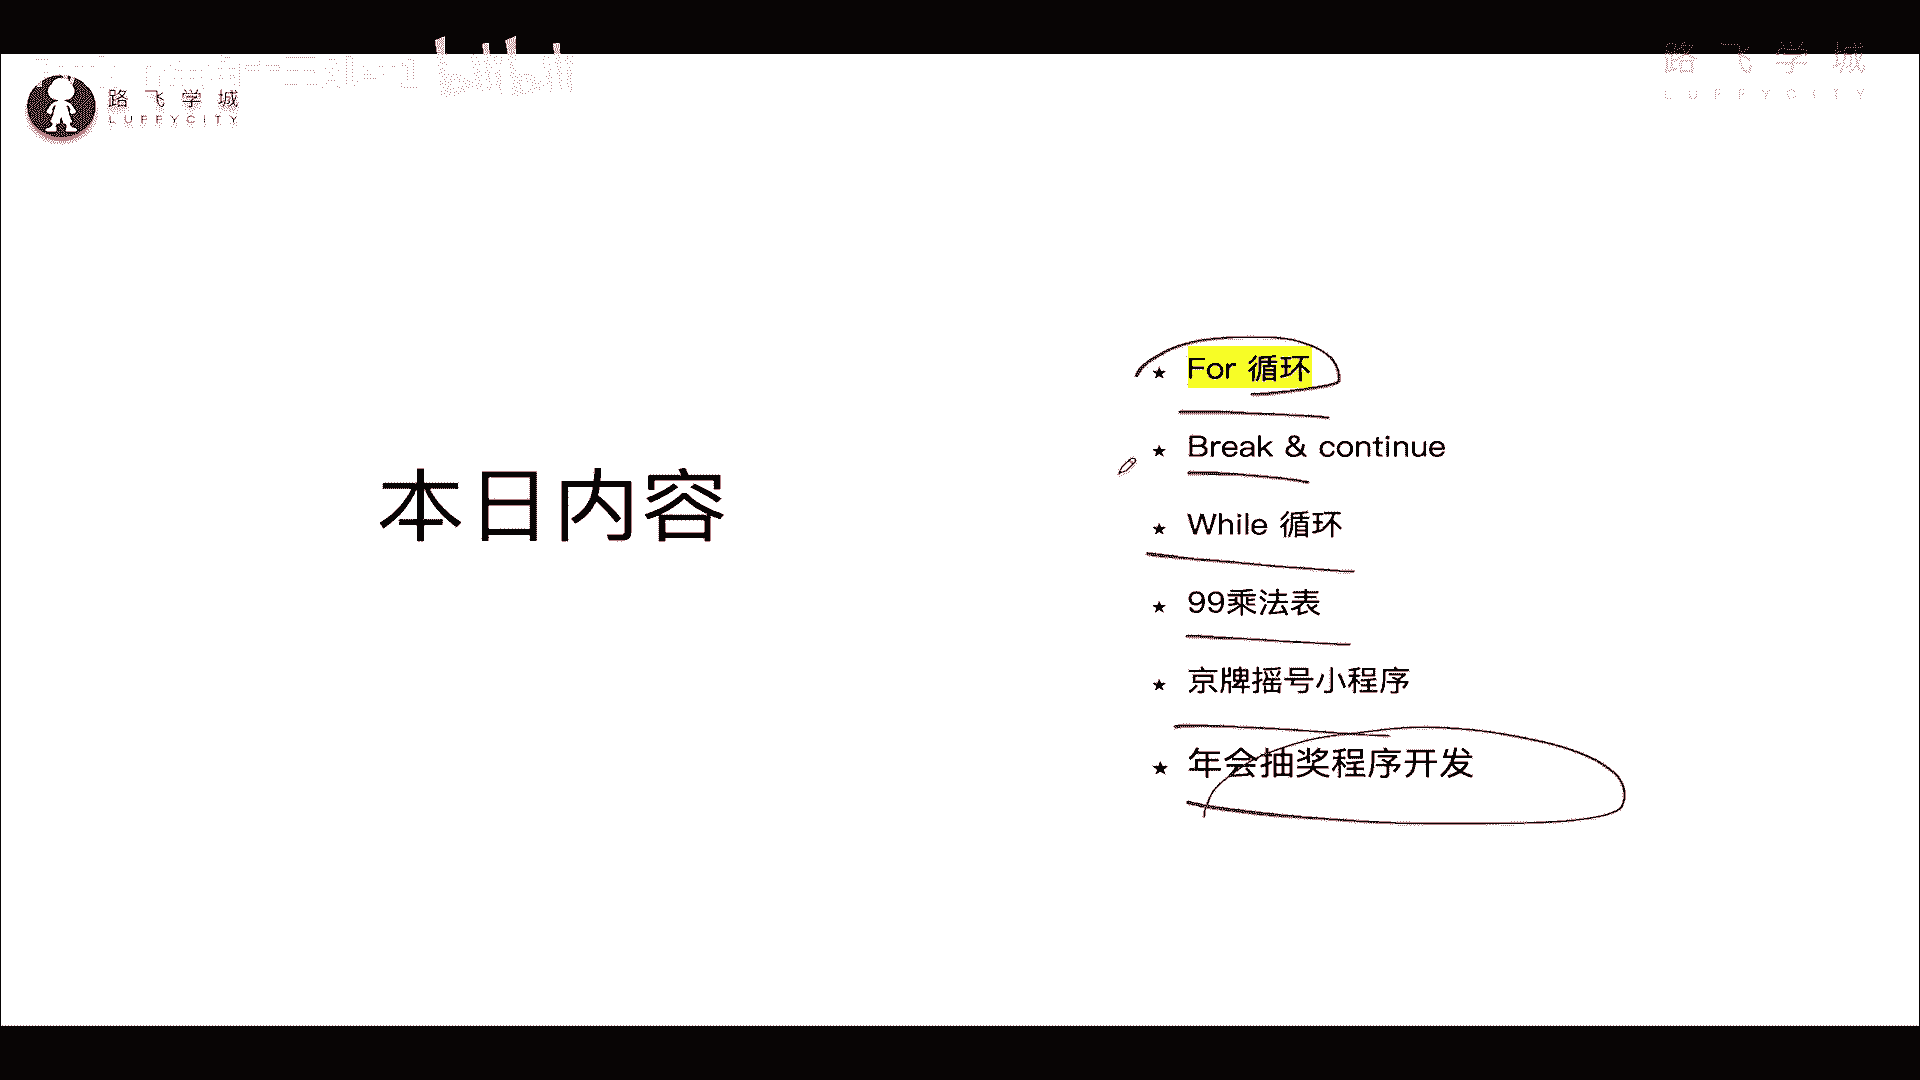 路飞学城
LUFFYCITY
路飞学城
LUFFYCITY
bilibili
本日内容
For 循环
Break & continue
While 循环
99乘法表
京牌摇号小程序
年会抽奖程序开发